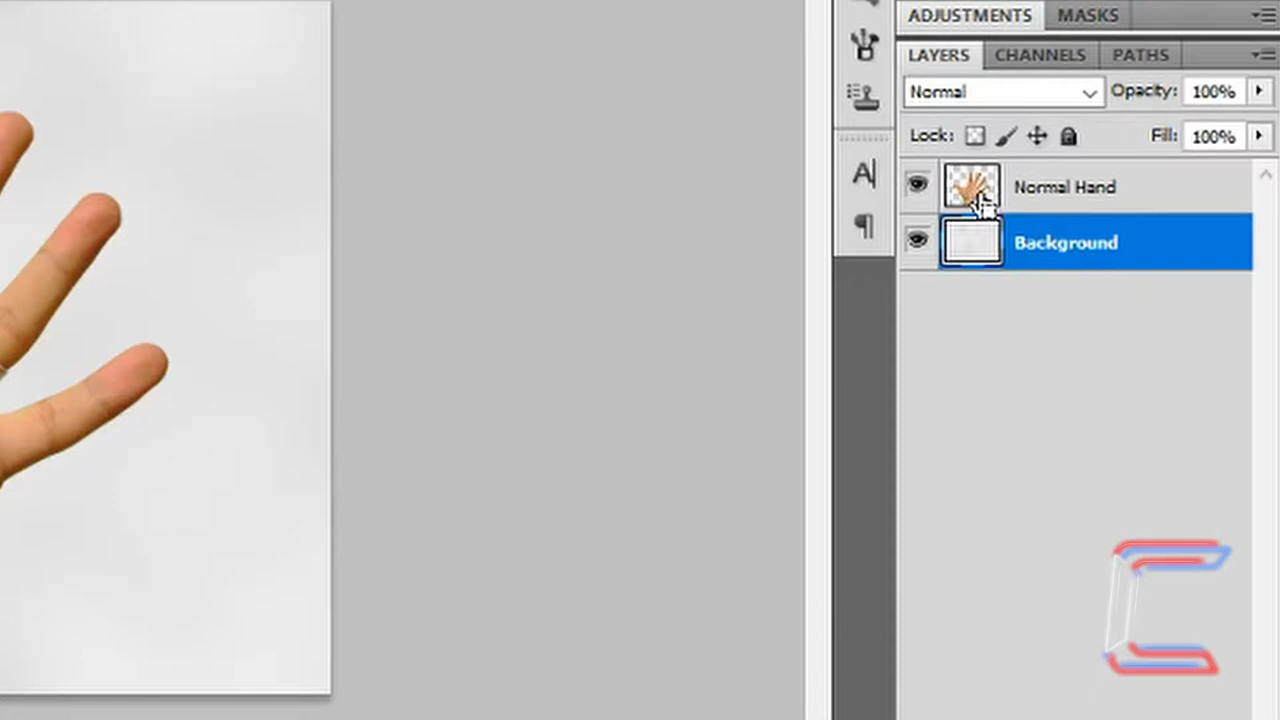 ADJUSTMENTS MASKS
LAYERS CHANNELS PATHS
Normal Opacity: 100%
Lock: Fill: 100%
A
Normal Hand
Background